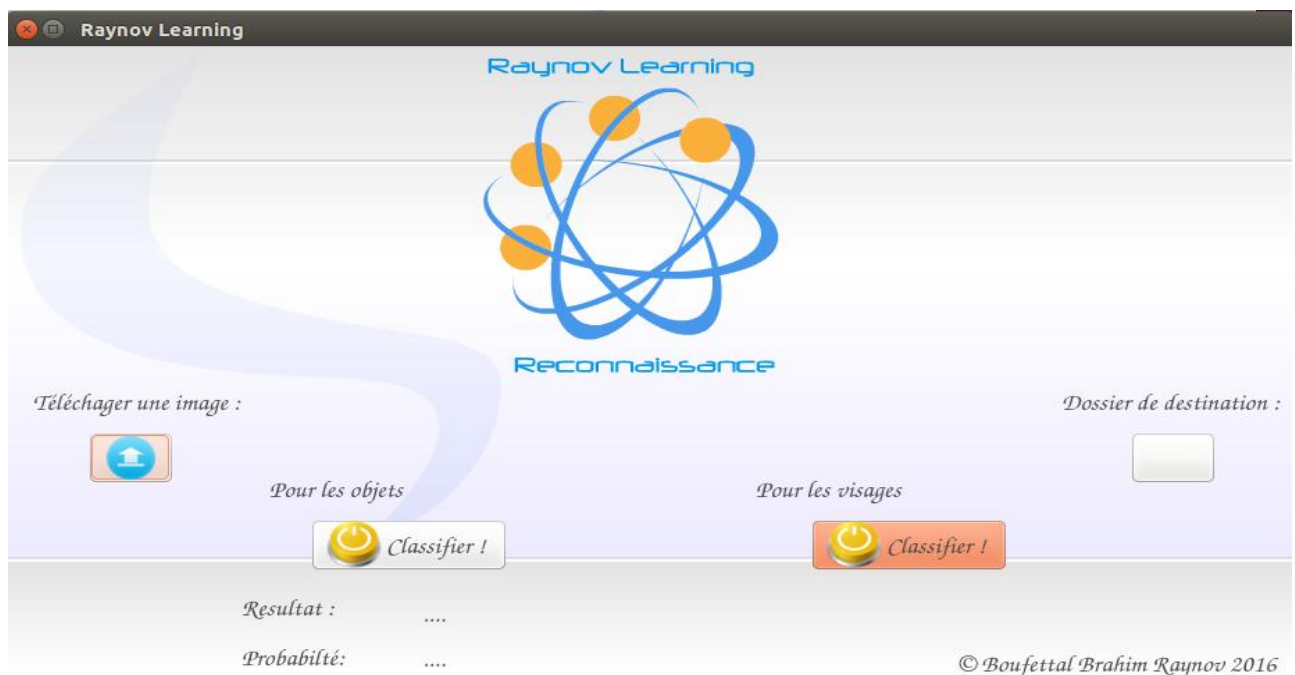 Raynov Learning
Raynov Learning
Reconnaissance
Téléchager une image :
Dossier de destination :
Pour les objets
Pour les visages
Classifier !
Classifier !
Resultat :
....
Probabilté:
....
© Boufettal Brahim Raynov 2016